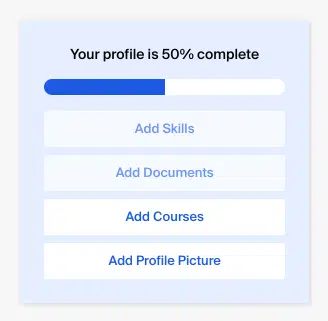 Your profile is 50% complete
Add Skills
Add Documents
Add Courses
Add Profile Picture